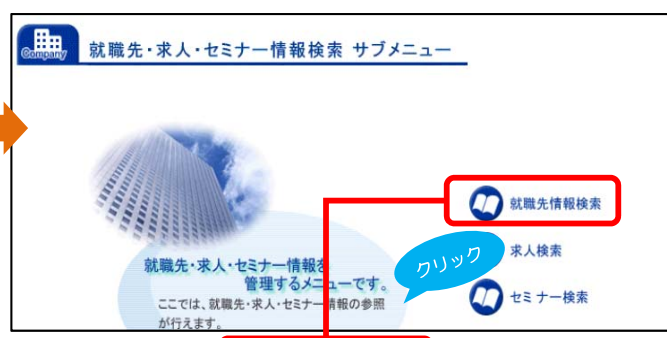 Company
就職先・求人・セミナー情報検索 サブメニュー
就職先情報検索
クリック
求人検索
セミナー検索
就職先・求人・セミナー情報を
管理するメニューです。
ここでは、就職先・求人・セミナー情報の参照
が行えます。